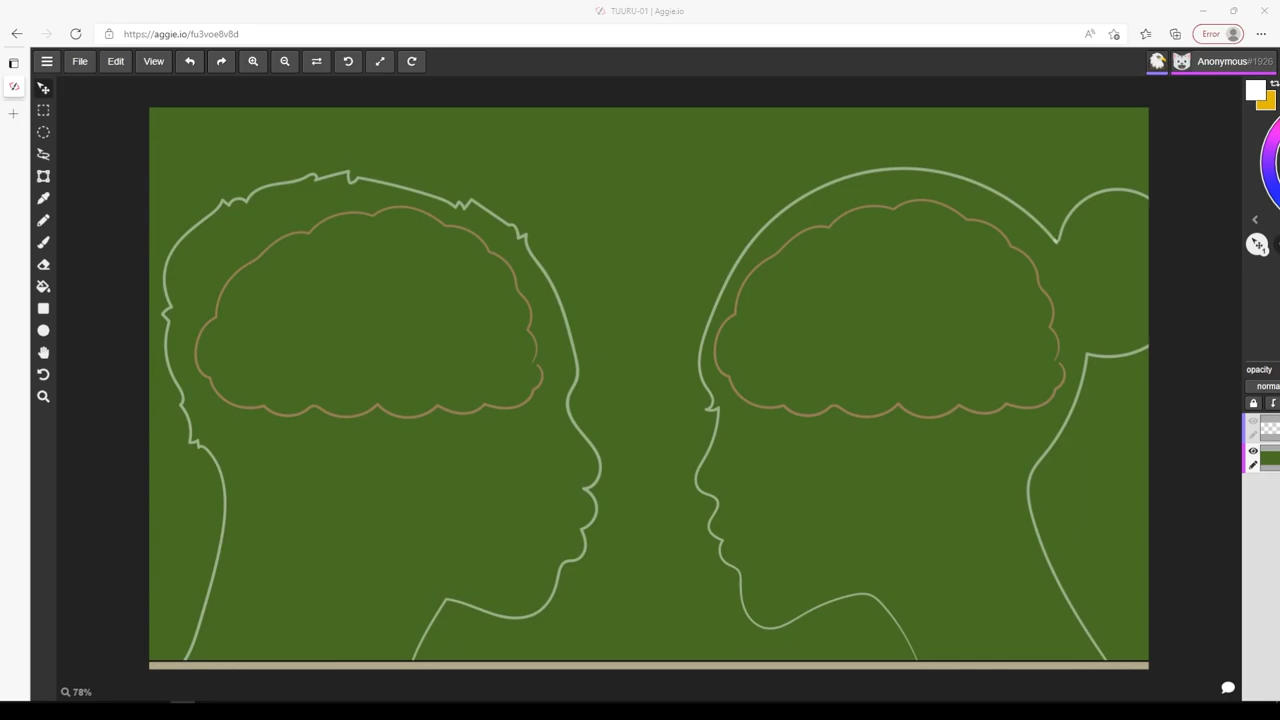 TUURU-01 | Aggie.io
https://aggie.io/fu3voe8v8d
Error
File
Edit
View
Anonymous#1926
opacity
norma
78%